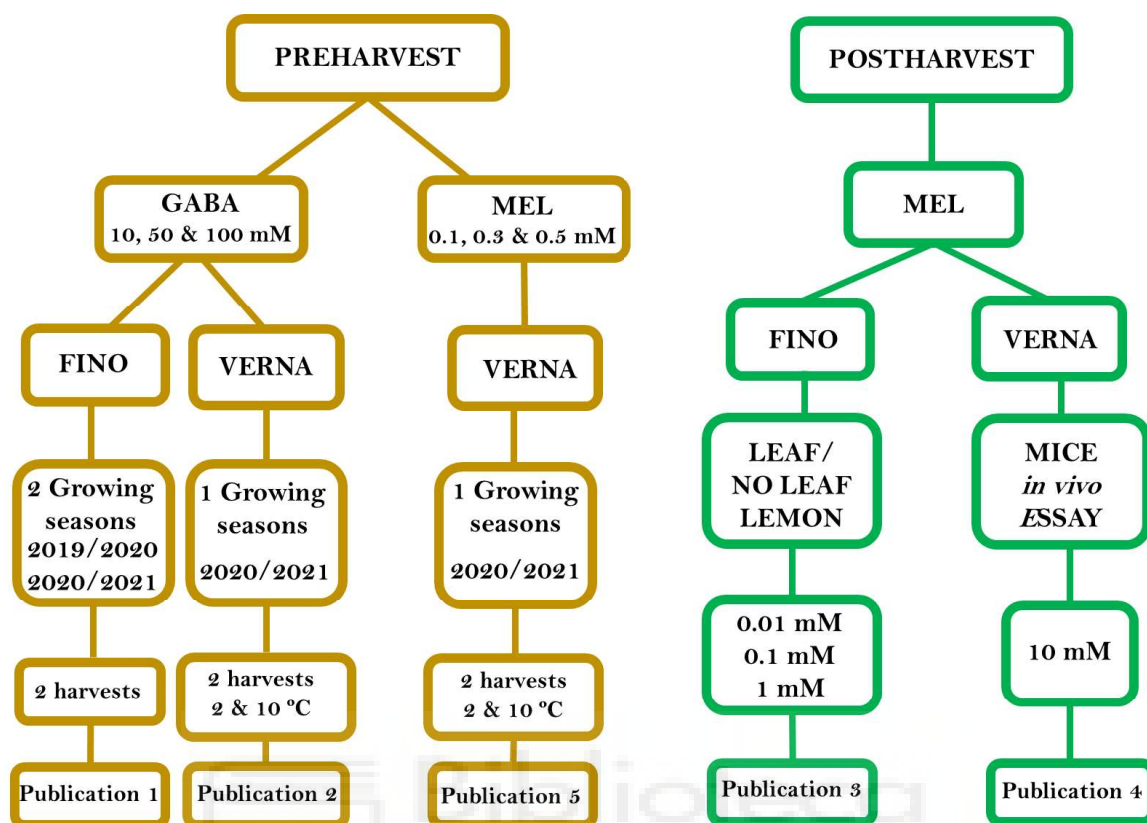 PREHARVEST
GABA
10, 50 & 100 mM
MEL
0.1, 0.3 & 0.5 mM
FINO
VERNA
VERNA
2 Growing
seasons
2019/2020
2020/2021
1 Growing
seasons
2020/2021
1 Growing
seasons
2020/2021
2 harvests
2 harvests
2 & 10 ºC
2 harvests
2 & 10 ºC
Publication 1
Publication 2
Publication 5
POSTHARVEST
MEL
FINO
VERNA
LEAF/
NO LEAF
LEMON
MICE
in vivo
ESSAY
0.01 mM
0.1 mM
1 mM
10 mM
Publication 3
Publication 4
Biblioteca